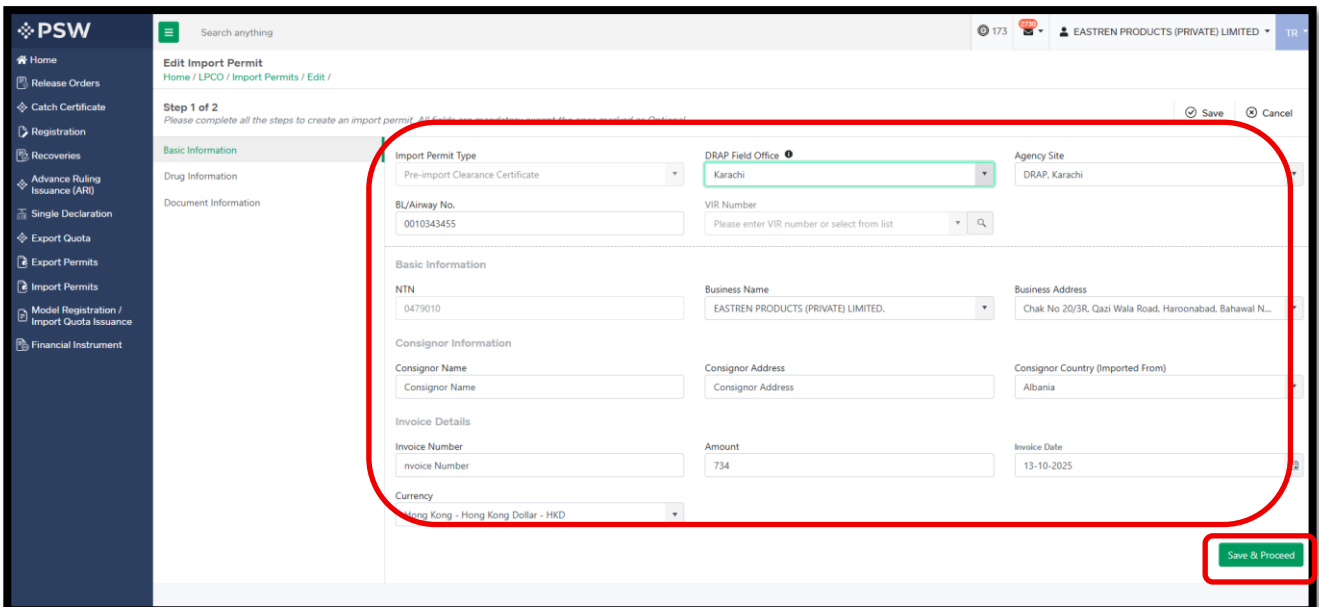 PSW
Search anything
173
2730
EASTREN PRODUCTS (PRIVATE) LIMITED
TR
Home
Release Orders
Catch Certificate
Registration
Recoveries
Advance Ruling
Issuance (ARI)
Single Declaration
Export Quota
Export Permits
Import Permits
Model Registration /
Import Quota Issuance
Financial Instrument
Edit Import Permit
Home / LPCO / Import Permits / Edit /
Step 1 of 2
Please complete all the steps to create an import permit. All fields are mandatory except the ones marked as Optional
Save
Cancel
Basic Information
Drug Information
Document Information
Import Permit Type
DRAP Field Office
Agency Site
Pre-import Clearance Certificate
Karachi
DRAP, Karachi
BL/Airway No.
VIR Number
0010343455
Please enter VIR number or select from list
Basic Information
NTN
Business Name
Business Address
0479010
EASTREN PRODUCTS (PRIVATE) LIMITED.
Chak No 20/3R, Qazi Wala Road, Haroonabad, Bahawal N...
Consignor Information
Consignor Name
Consignor Address
Consignor Country (Imported From)
Consignor Name
Consignor Address
Albania
Invoice Details
Invoice Number
Amount
Invoice Date
nvoice Number
734
13-10-2025
Currency
Hong Kong - Hong Kong Dollar - HKD
Save & Proceed